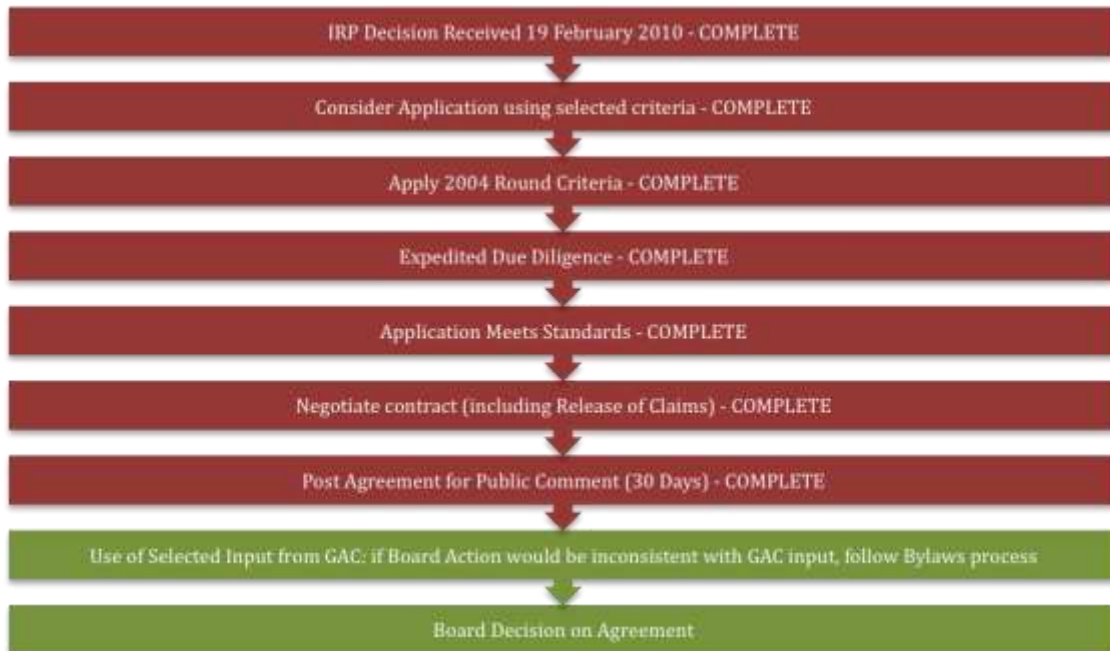 IRP Decision Received 19 February 2010 - COMPLETE
Consider Application using selected criteria - COMPLETE
Apply 2004 Round Criteria - COMPLETE
Expedited Due Diligence - COMPLETE
Application Meets Standards - COMPLETE
Negotiate contract (including Release of Claims) - COMPLETE
Post Agreement for Public Comment (30 Days) - COMPLETE
Use of Selected Input from GAC: if Board Action would be inconsistent with GAC input, follow Bylaws process
Board Decision on Agreement